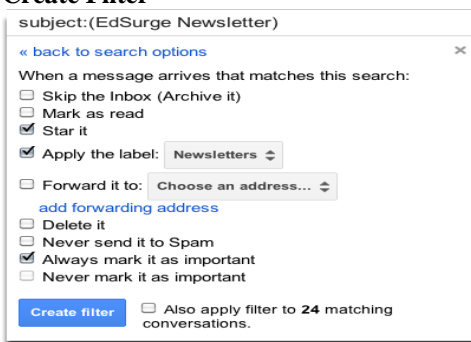 Create Filter
subject:(EdSurge Newsletter)
« back to search options ×
When a message arrives that matches this search:
Skip the Inbox (Archive it)
Mark as read
Star it
Apply the label: Newsletters
Forward it to: Choose an address...
add forwarding address
Delete it
Never send it to Spam
Always mark it as important
Never mark it as important
Create filter Also apply filter to 24 matching
conversations.